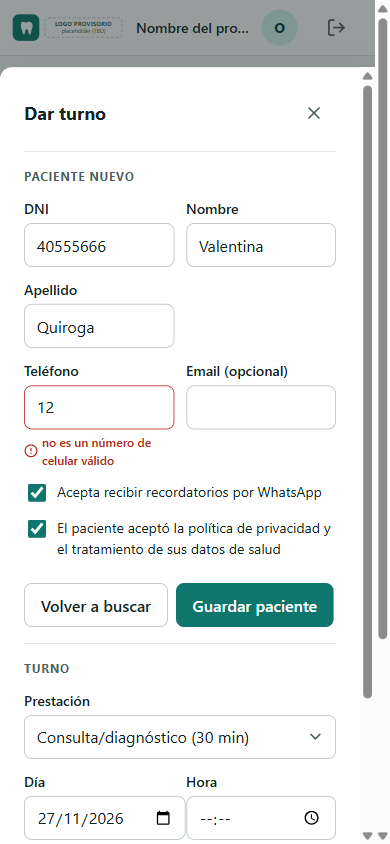 LOGO PROVISORIO
placeholder (TBD)
Nombre del pro...
O
Dar turno
PACIENTE NUEVO
DNI
Nombre
40555666
Valentina
Apellido
Quiroga
Teléfono
Email (opcional)
12
no es un número de
celular válido
Acepta recibir recordatorios por WhatsApp
El paciente aceptó la política de privacidad y
el tratamiento de sus datos de salud
Volver a buscar
Guardar paciente
TURNO
Prestación
Consulta/diagnóstico (30 min)
Día
Hora
27/11/2026
--:--